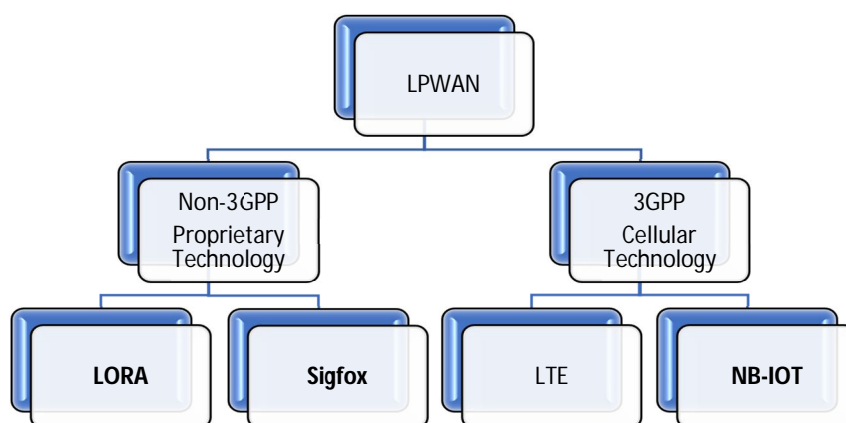 LPWAN
Non-3GPP
Proprietary
Technology
3GPP
Cellular
Technology
LORA
Sigfox
LTE
NB-IOT